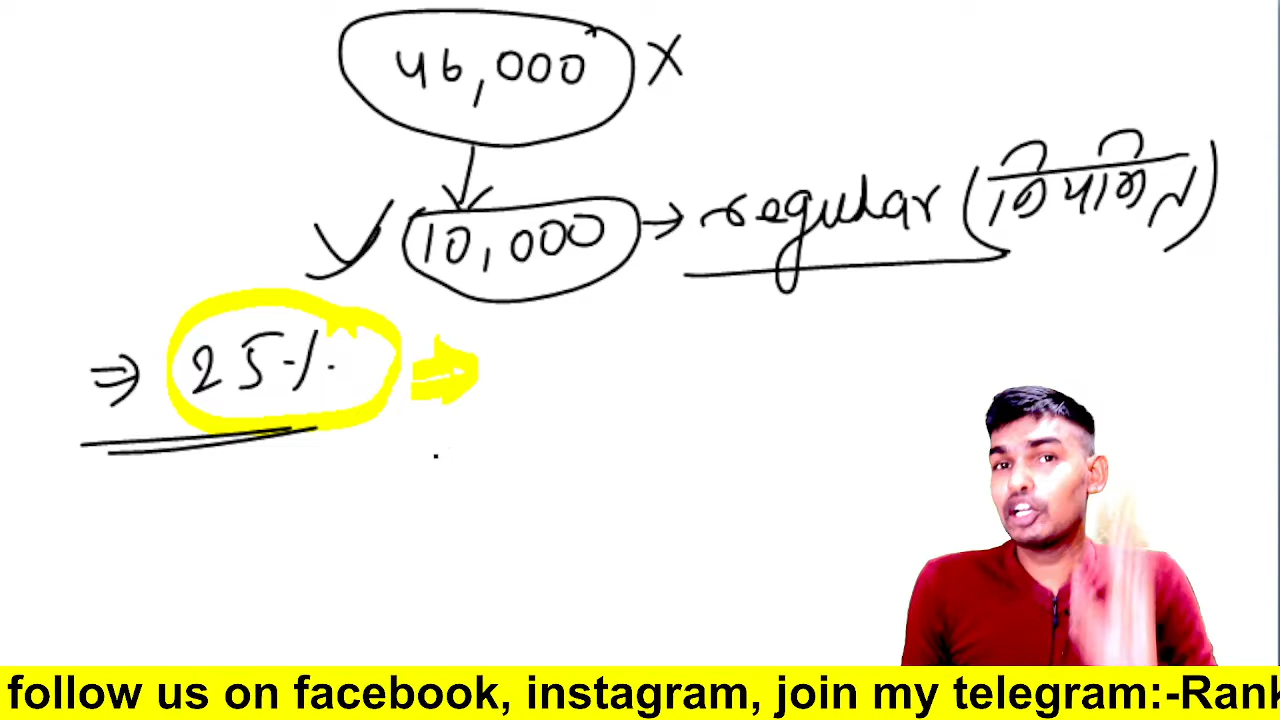 46,000 ×
✓ 10,000 → regular (नियमित)
⇒ 25% ⇒
follow us on facebook, instagram, join my telegram:-Rank